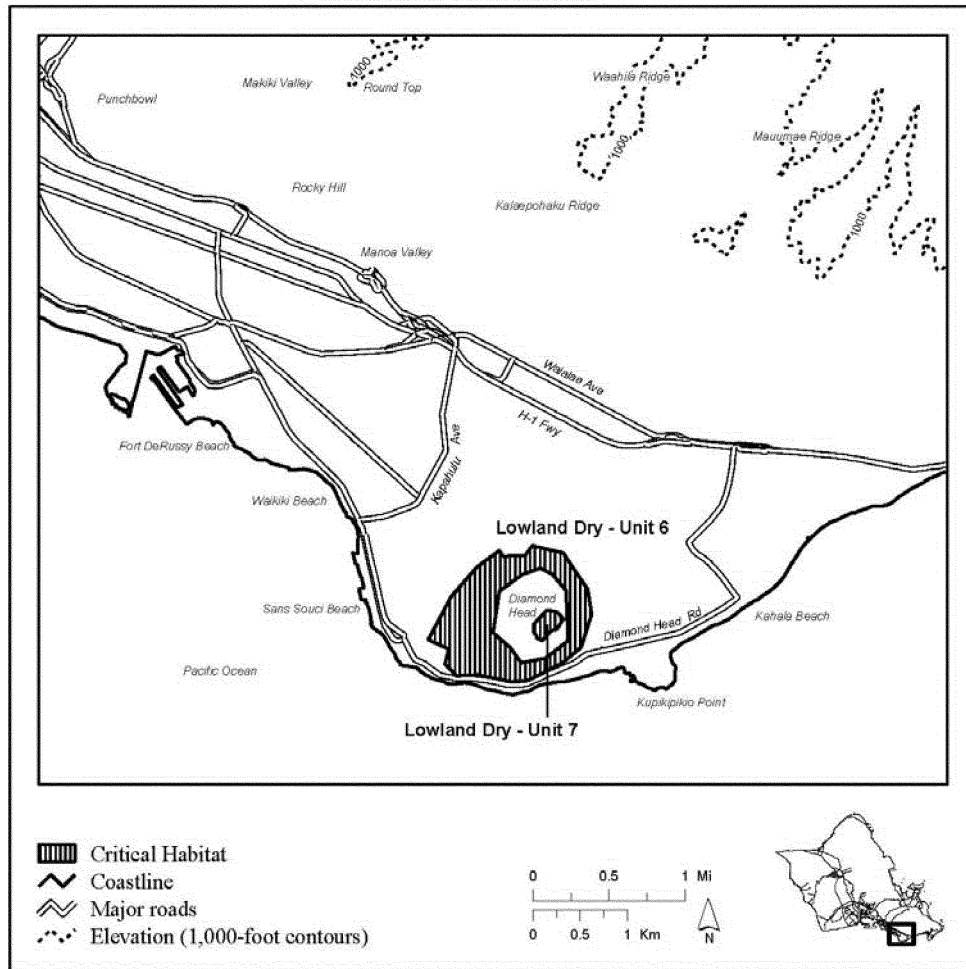 1000
Makiki Valley
Round Top
Waahila Ridge
Punchbowl
1000
Mauumae Ridge
Rocky Hill
Kalaepohaku Ridge
1000
Manoa Valley
Waialae Ave
H-1 Fwy
Kapahulu Ave
Fort DeRussy Beach
Waikiki Beach
Lowland Dry - Unit 6
Diamond
Head
Sans Souci Beach
Diamond Head Rd
Kahala Beach
Pacific Ocean
Kupikipikio Point
Lowland Dry - Unit 7
Critical Habitat
Coastline
Major roads
Elevation (1,000-foot contours)
0 0.5 1 Mi
0 0.5 1 Km
N